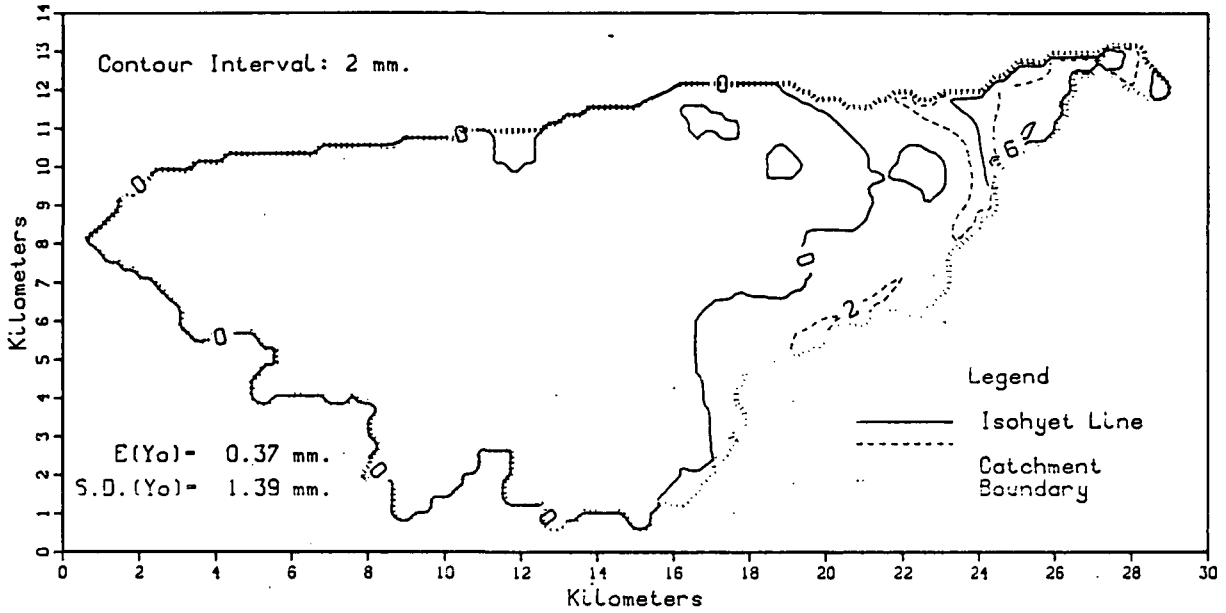 Contour Interval: 2 mm.
14
13
12
11
10
9
8
7
6
5
4
3
2
1
0
Kilometers
0
0
0
0
0
0
0
0
2
6
E(Yo)= 0.37 mm.
S.D.(Yo)= 1.39 mm.
Legend
Isohyet Line
Catchment
Boundary
0 2 4 6 8 10 12 14 16 18 20 22 24 26 28 30
Kilometers